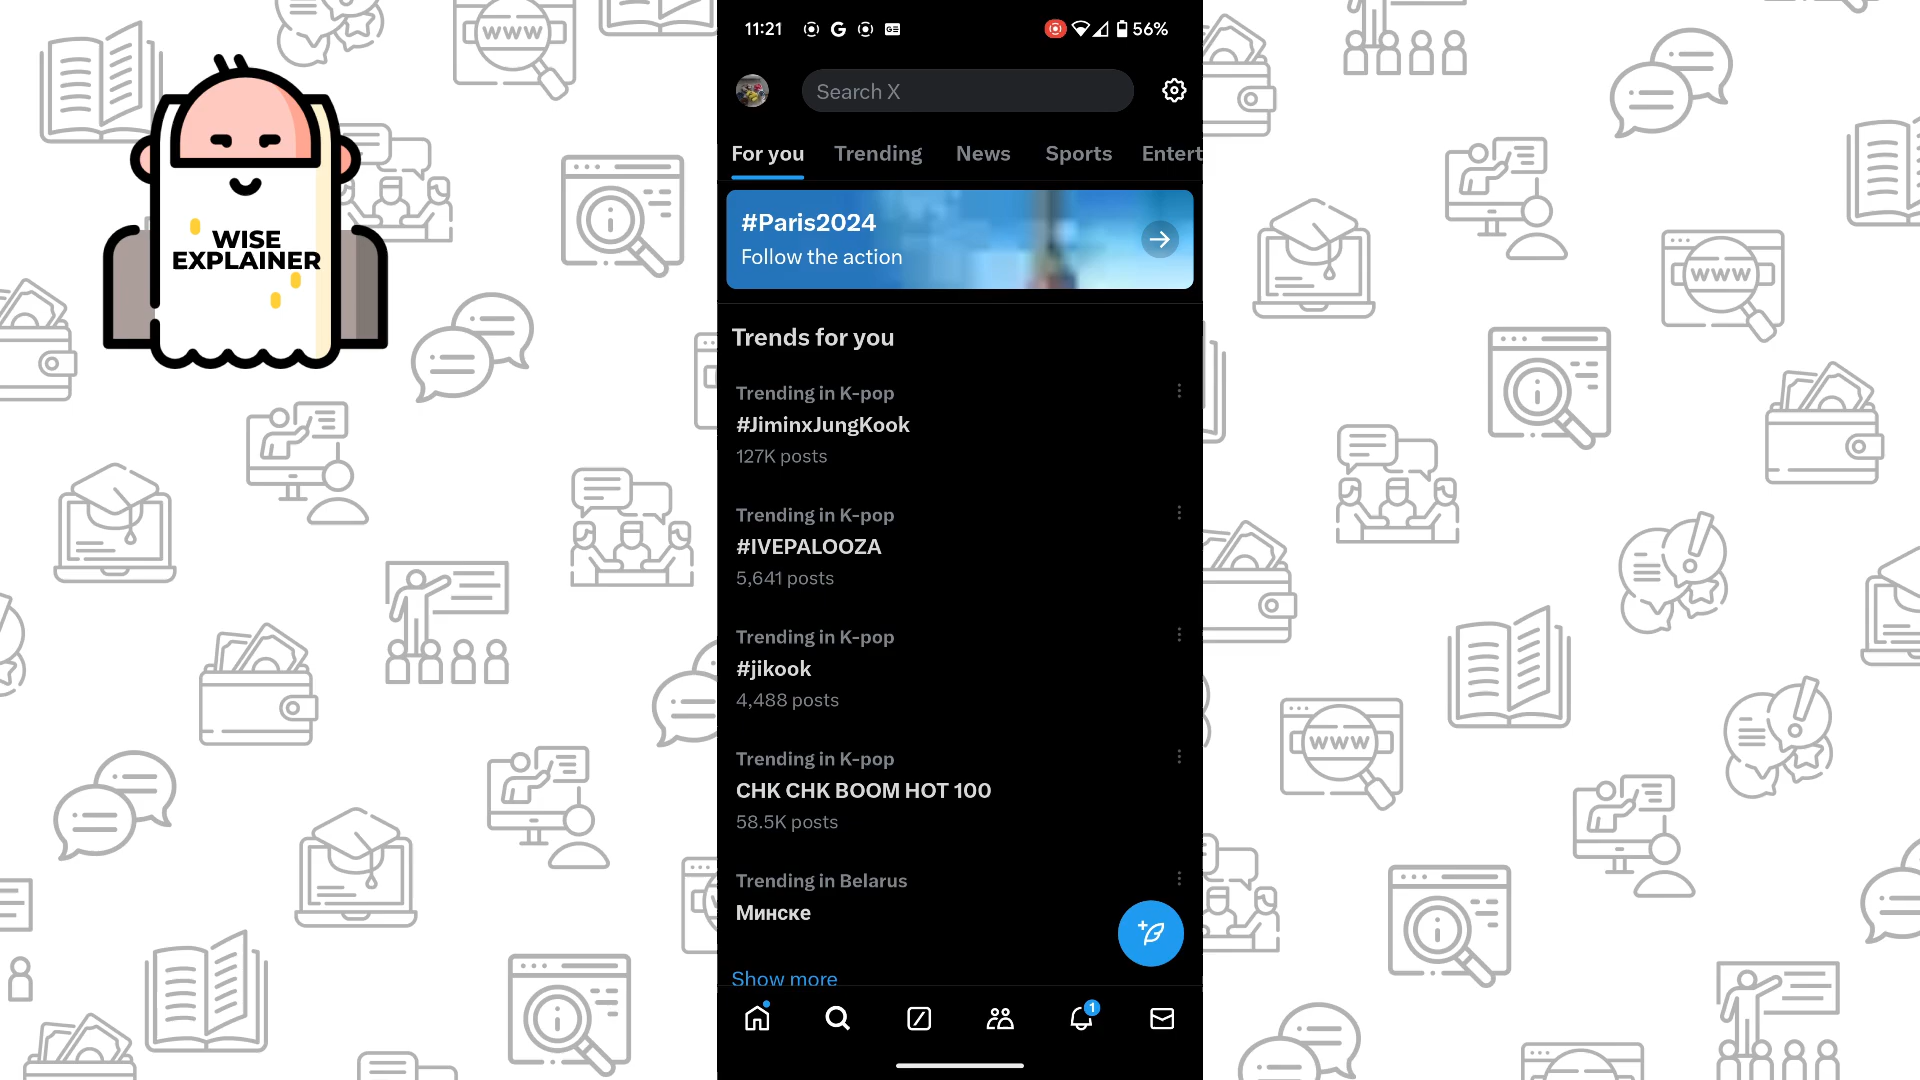 WISE
EXPLAINER
11:21
56%
Search X
For you Trending News Sports Entert
#Paris2024
Follow the action
Trends for you
Trending in K-pop
#JiminxJungKook
127K posts
Trending in K-pop
#IVEPALOOZA
5,641 posts
Trending in K-pop
#jikook
4,488 posts
Trending in K-pop
CHK CHK BOOM HOT 100
58.5K posts
Trending in Belarus
Минске
Show more
1
WWW
WWW
WWW